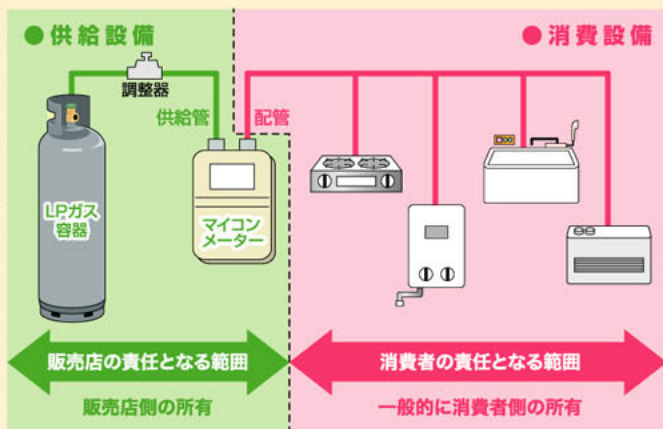 ●供給設備
●消費設備
調整器
供給管
配管
LPガス
容器
マイコン
メーター
販売店の責任となる範囲
消費者の責任となる範囲
販売店側の所有
一般的に消費者側の所有